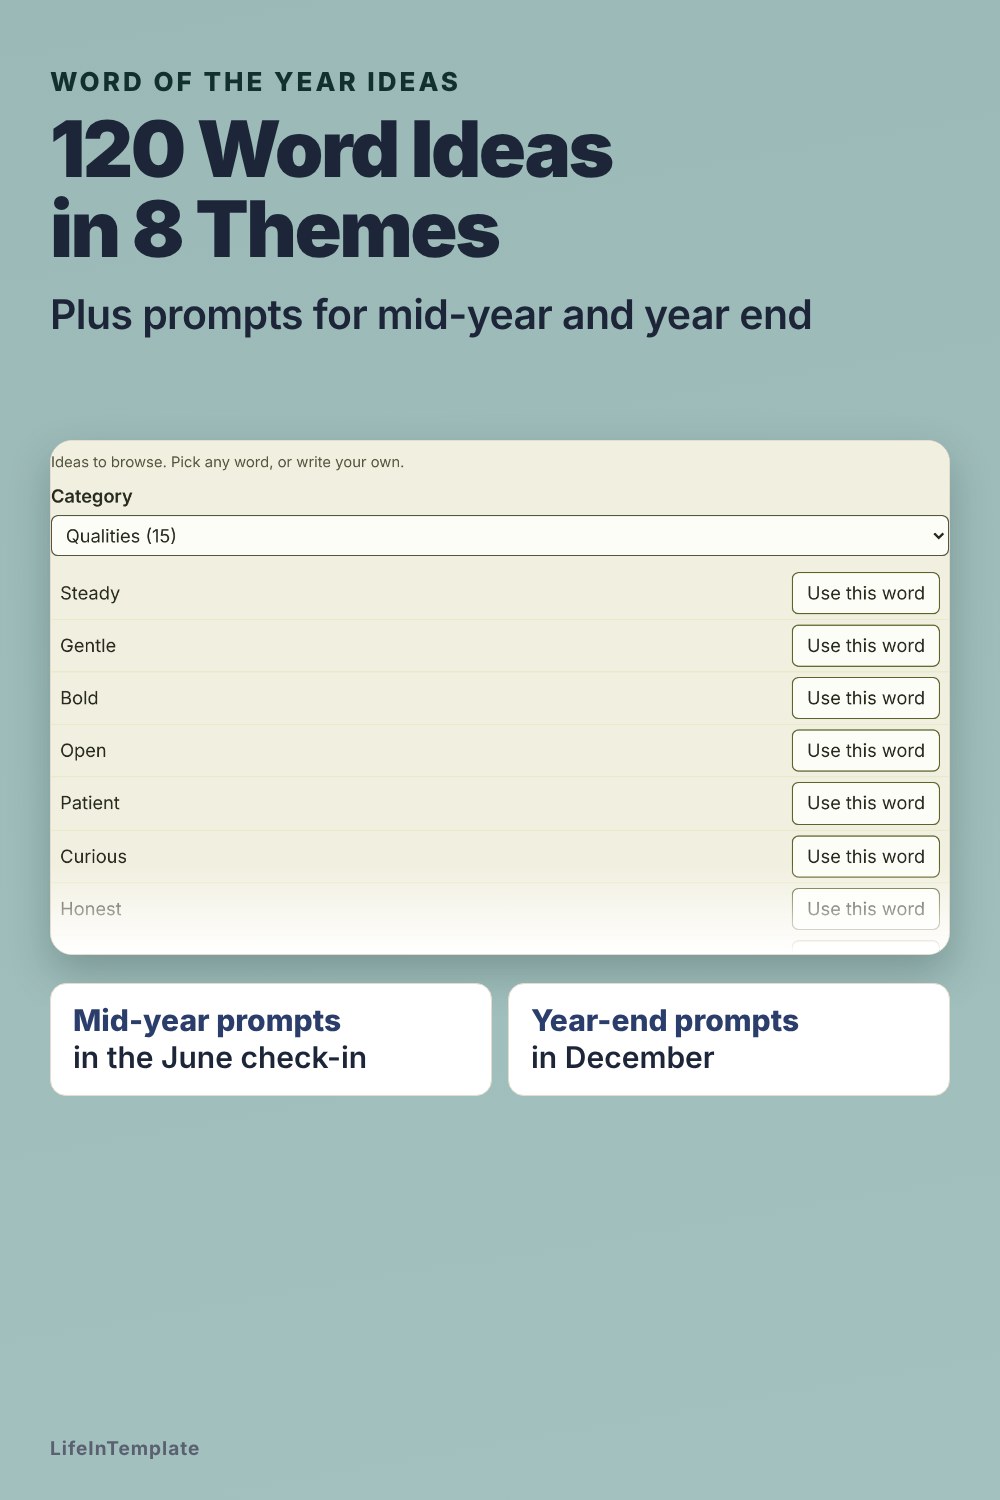 WORD OF THE YEAR IDEAS
120 Word Ideas
in 8 Themes
Plus prompts for mid-year and year end
Ideas to browse. Pick any word, or write your own.
Category
Qualities (15)
Steady Use this word
Gentle Use this word
Bold Use this word
Open Use this word
Patient Use this word
Curious Use this word
Honest Use this word
Mid-year prompts
in the June check-in
Year-end prompts
in December
LifeInTemplate